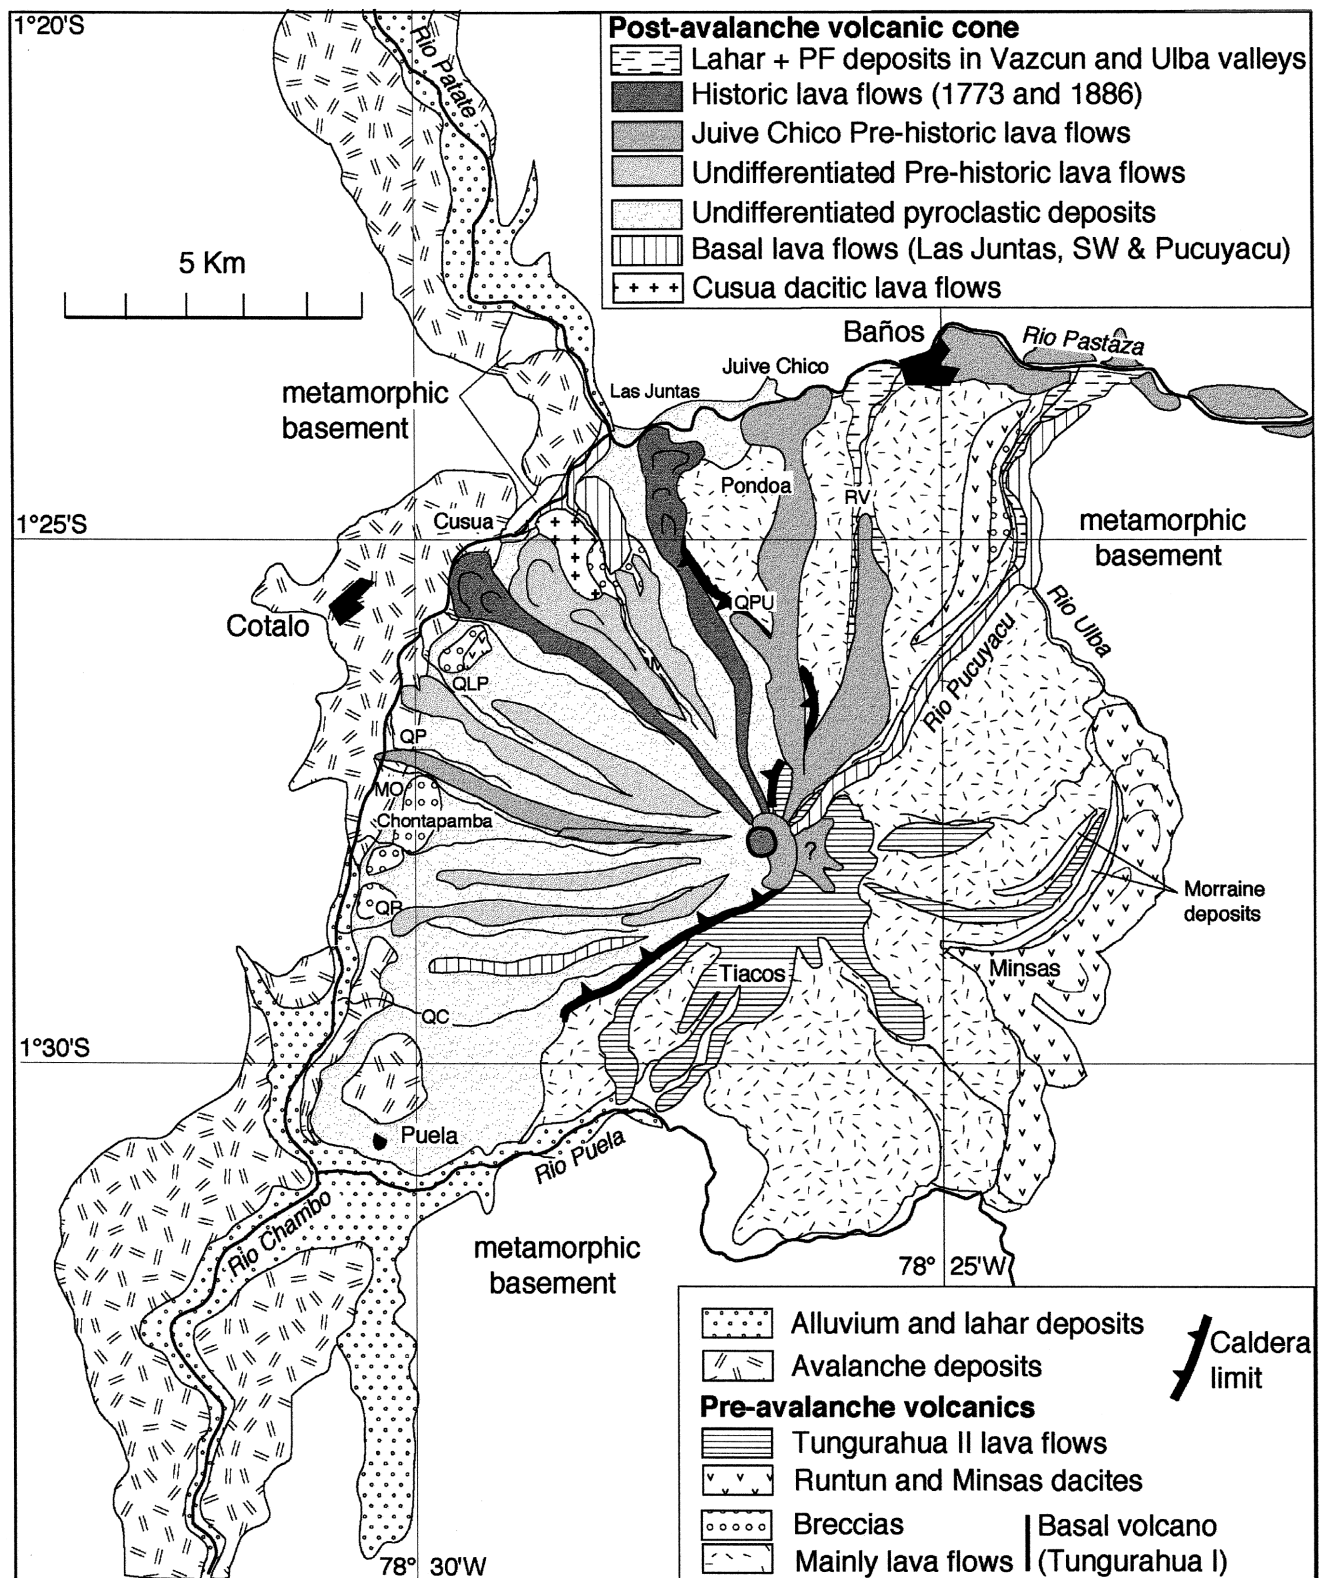 1°20'S
Rio Patate
Post-avalanche volcanic cone
Lahar + PF deposits in Vazcun and Ulba valleys
Historic lava flows (1773 and 1886)
Juive Chico Pre-historic lava flows
Undifferentiated Pre-historic lava flows
Undifferentiated pyroclastic deposits
Basal lava flows (Las Juntas, SW & Pucuyacu)
Cusua dacitic lava flows
5 Km
Baños
Rio Pastaza
Juive Chico
Las Juntas
metamorphic
basement
Pondoa
RV
Cusua
1°25'S
metamorphic
basement
Cotalo
QPU
Rio Ulba
Rio Pucuyacu
QLP
QP
MO
Chontapamba
?
Morraine
deposits
QR
Minsas
Tiacos
QC
1°30'S
Puela
Rio Puela
Rio Chambo
metamorphic
basement
78° 25'W
Alluvium and lahar deposits
Avalanche deposits
Caldera
limit
Pre-avalanche volcanics
Tungurahua II lava flows
Runtun and Minsas dacites
Breccias
Mainly lava flows
Basal volcano
(Tungurahua I)
78° 30'W